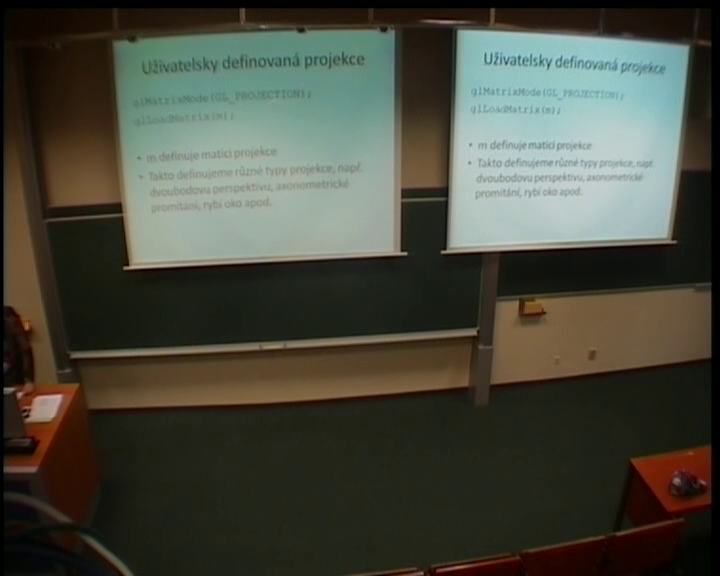 Uživatelsky definovaná projekce
glMatrixMode(GL_PROJECTION);
glLoadMatrix(m);
• m definuje matici projekce
• Takto definujeme různé typy projekce, např.
dvoubodovu perspektivu, axonometrické
promítání, rybí oko apod.
Uživatelsky definovaná projekce
glMatrixMode(GL_PROJECTION);
glLoadMatrix(m);
• m definuje matici projekce
• Takto definujeme různé typy projekce, např.
dvoubodovu perspektivu, axonometrické
promítání, rybí oko apod.